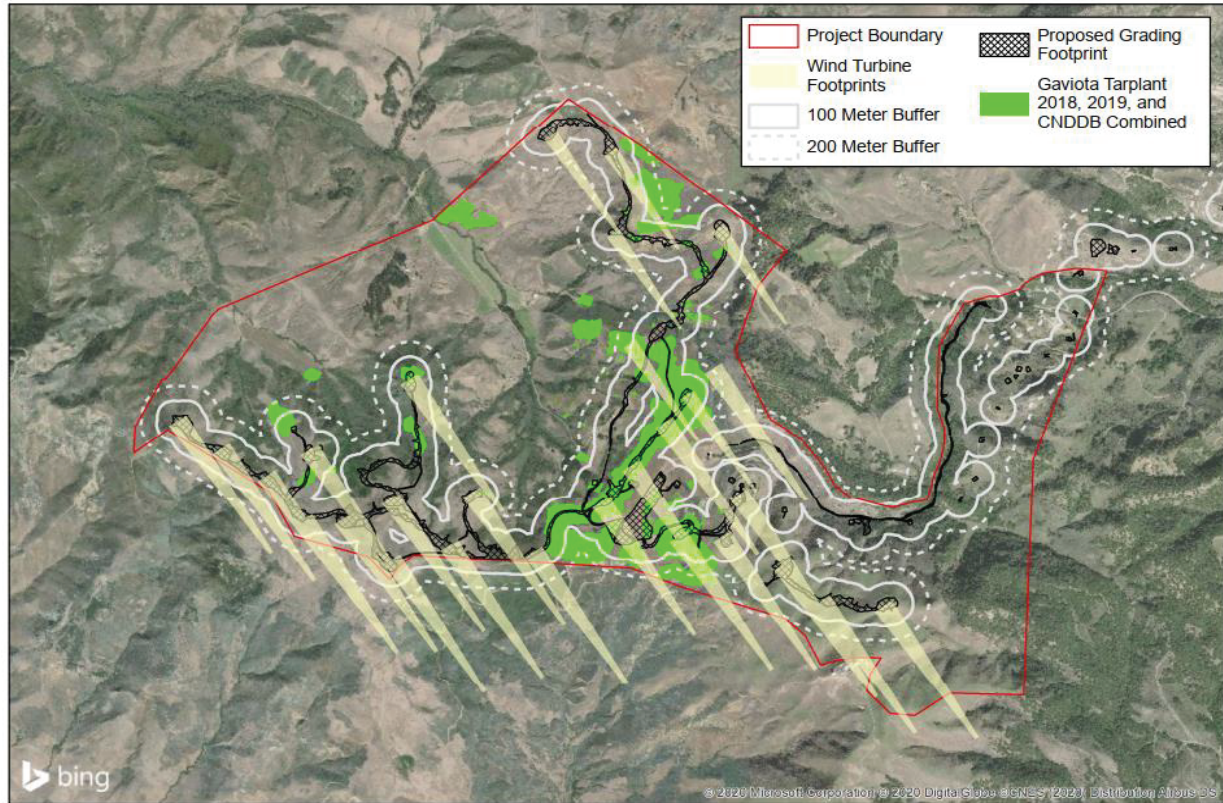 Project Boundary
Wind Turbine
Footprints
100 Meter Buffer
200 Meter Buffer
Proposed Grading
Footprint
Gaviota Tarplant
2018, 2019, and
CNDDB Combined
bing
© 2020 Microsoft Corporation © 2020 DigitalGlobe ©CNES (2020) Distribution Airbus DS